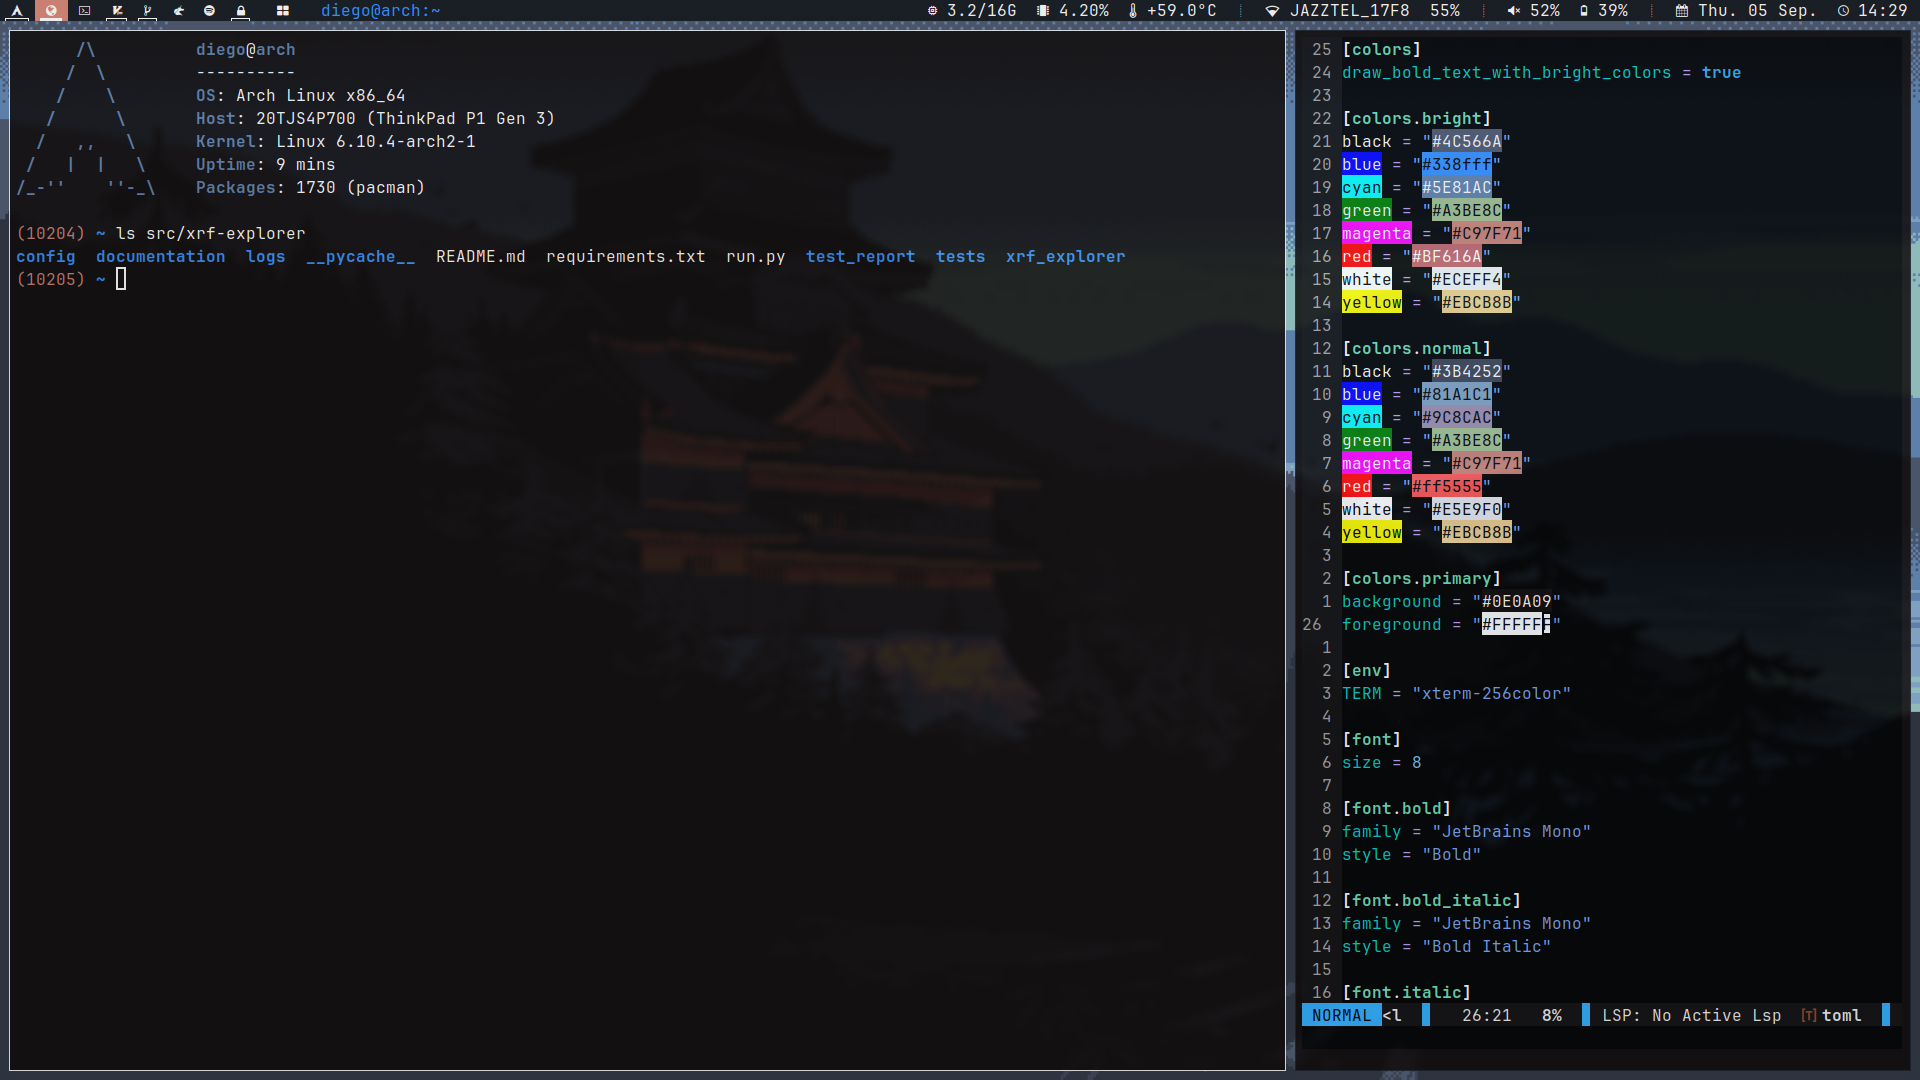 diego@arch:~
3.2/16G 4.20% +59.0°C JAZZTEL_17F8 55% 52% 39% Thu. 05 Sep. 14:29
diego@arch
----------
OS: Arch Linux x86_64
Host: 20TJS4P700 (ThinkPad P1 Gen 3)
Kernel: Linux 6.10.4-arch2-1
Uptime: 9 mins
Packages: 1730 (pacman)
(10204) ~ ls src/xrf-explorer
config documentation logs __pycache__ README.md requirements.txt run.py test_report tests xrf_explorer
(10205) ~
25 [colors]
24 draw_bold_text_with_bright_colors = true
23
22 [colors.bright]
21 black = "#4C566A"
20 blue = "#338fff"
19 cyan = "#5E81AC"
18 green = "#A3BE8C"
17 magenta = "#C97F71"
16 red = "#BF616A"
15 white = "#ECEFF4"
14 yellow = "#EBCB8B"
13
12 [colors.normal]
11 black = "#3B4252"
10 blue = "#81A1C1"
9 cyan = "#9C8CAC"
8 green = "#A3BE8C"
7 magenta = "#C97F71"
6 red = "#ff5555"
5 white = "#E5E9F0"
4 yellow = "#EBCB8B"
3
2 [colors.primary]
1 background = "#0E0A09"
26 foreground = "#FFFFFF"
1
2 [env]
3 TERM = "xterm-256color"
4
5 [font]
6 size = 8
7
8 [font.bold]
9 family = "JetBrains Mono"
10 style = "Bold"
11
12 [font.bold_italic]
13 family = "JetBrains Mono"
14 style = "Bold Italic"
15
16 [font.italic]
NORMAL <l 26:21 8% LSP: No Active Lsp [T] toml